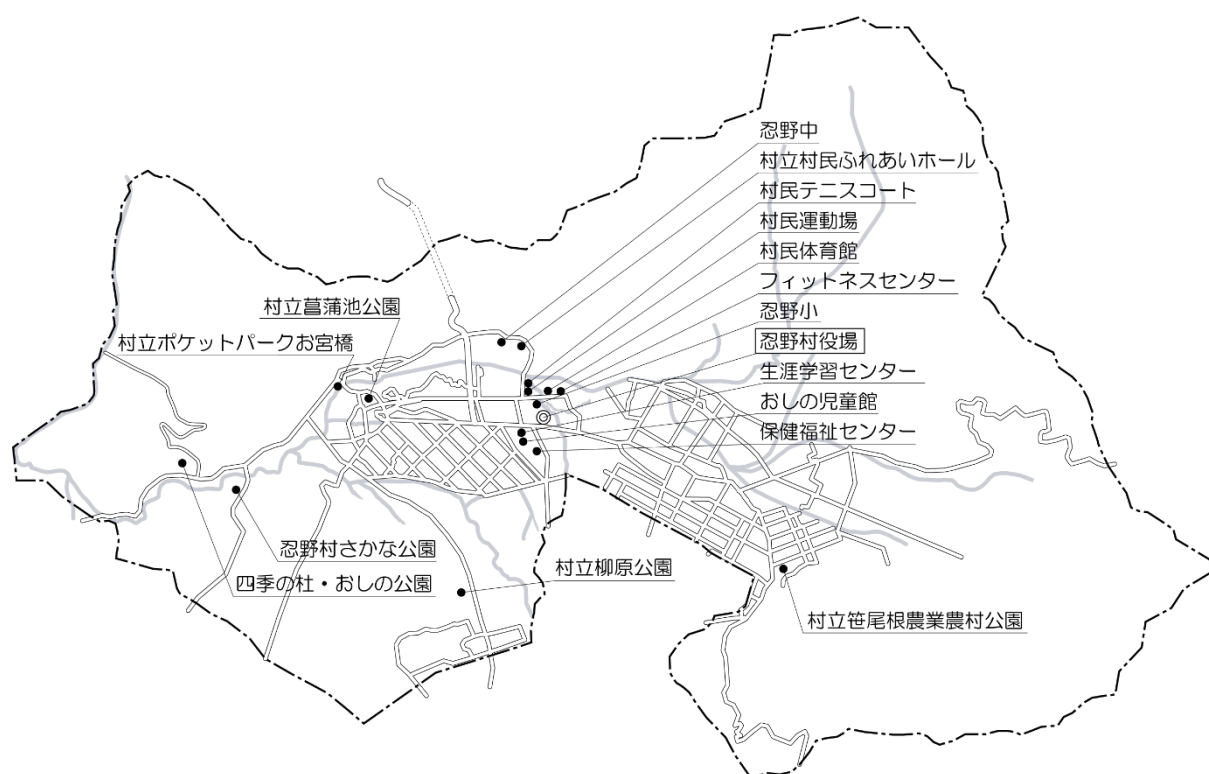 忍野中
村立村民ふれあいホール
村民テニスコート
村民運動場
村民体育館
フィットネスセンター
忍野小
忍野村役場
生涯学習センター
おしの児童館
保健福祉センター
村立菖蒲池公園
村立ポケットパークお宮橋
忍野村さかな公園
四季の杜・おしの公園
村立柳原公園
村立笹尾根農業農村公園